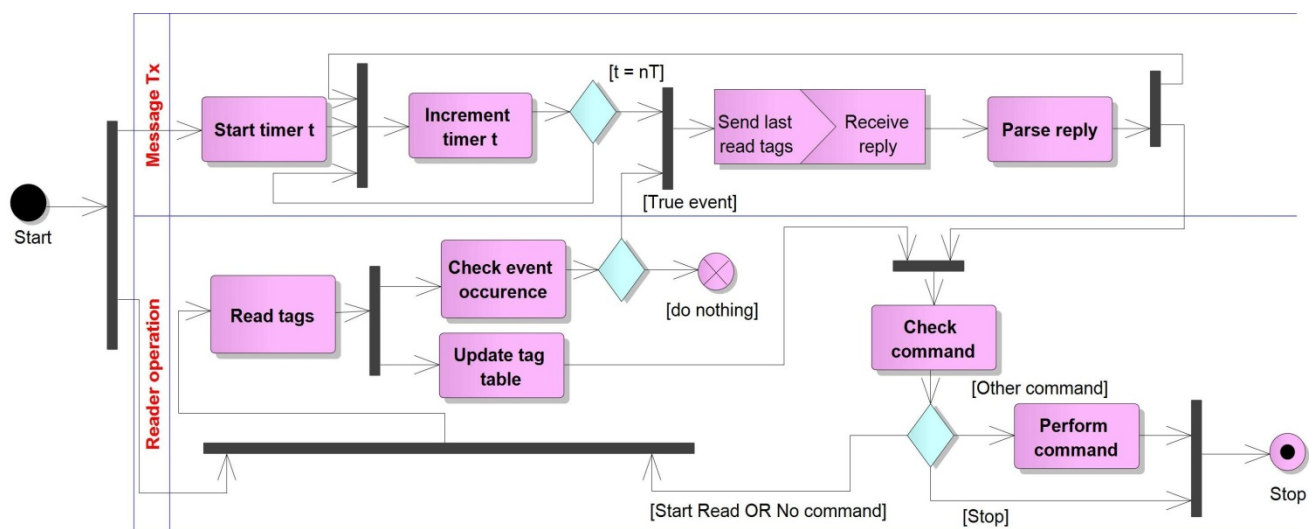 Message Tx
Start timer t
Increment
timer t
[t = nT]
Send last
read tags
Receive
reply
Parse reply
[True event]
Start
Reader operation
Read tags
Check event
occurence
[do nothing]
Update tag
table
Check
command
[Other command]
Perform
command
[Start Read OR No command]
[Stop]
Stop